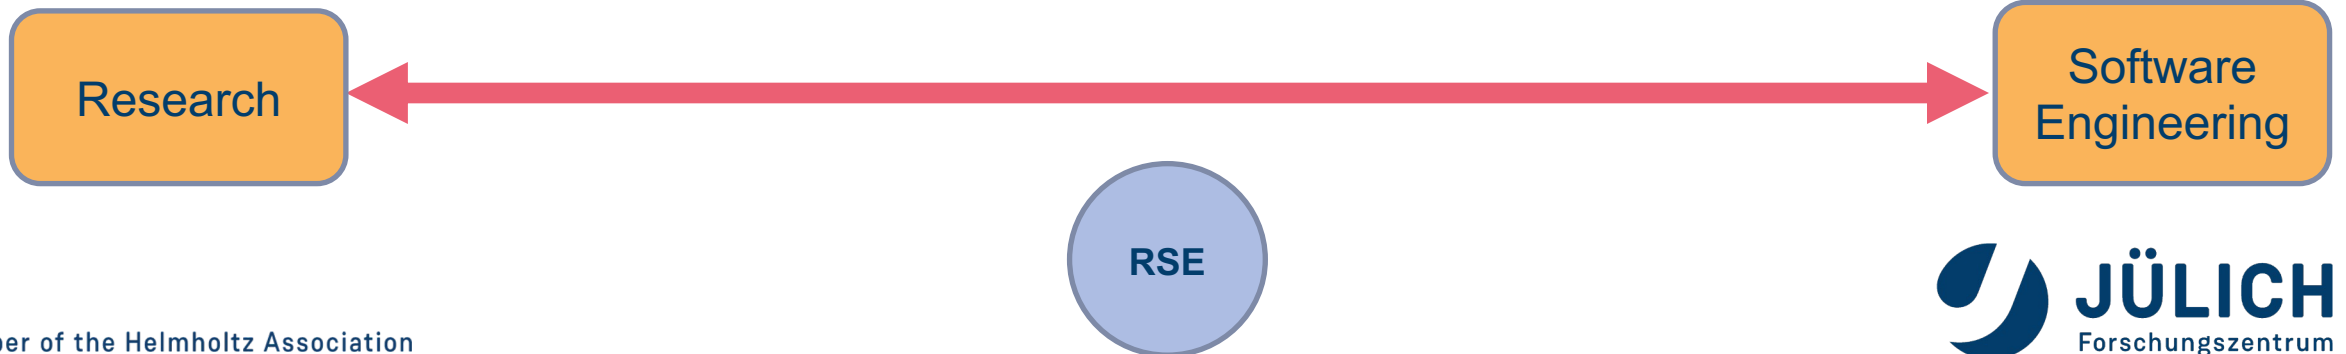 Research
Software
Engineering
RSE
JÜLICH
Forschungszentrum
of the Helmholtz Association